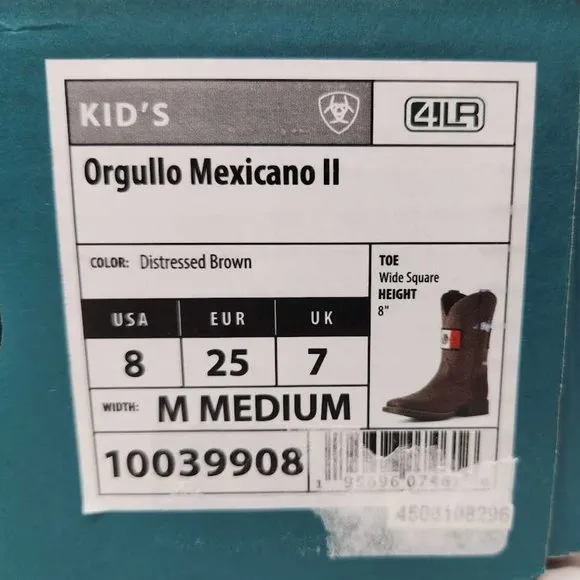 KID'S
4LR
Orgullo Mexicano II
COLOR: Distressed Brown
TOE
Wide Square
HEIGHT
8"
USA EUR UK
8 25 7
WIDTH: M MEDIUM
10039908
4508108296